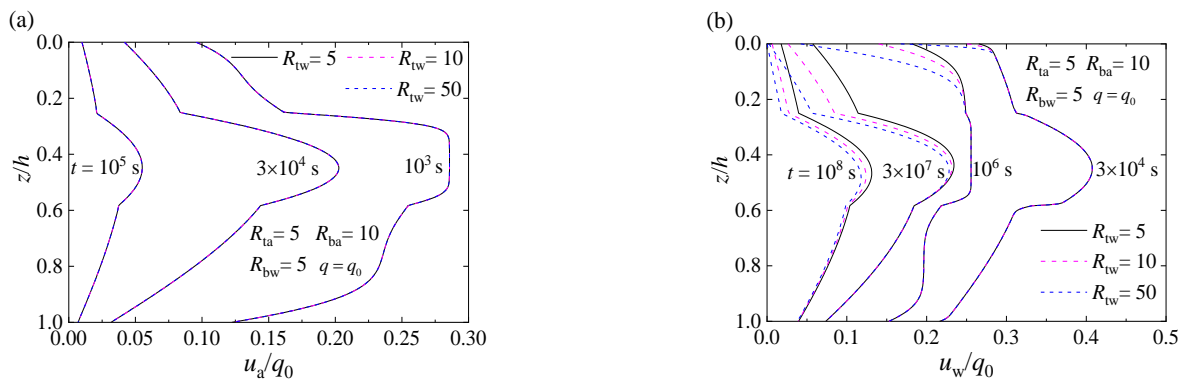 (a)
0.0
0.2
0.4
0.6
0.8
1.0
z/h
R_tw = 5
R_tw = 10
R_tw = 50
t = 10^5 s
3×10^4 s
10^3 s
R_ta = 5 R_ba = 10
R_bw = 5 q = q_0
0.00 0.05 0.10 0.15 0.20 0.25 0.30
u_a/q_0
(b)
0.0
0.2
0.4
0.6
0.8
1.0
z/h
R_ta = 5 R_ba = 10
R_bw = 5 q = q_0
t = 10^8 s
3×10^7 s
10^6 s
3×10^4 s
R_tw = 5
R_tw = 10
R_tw = 50
0.0 0.1 0.2 0.3 0.4 0.5
u_w/q_0